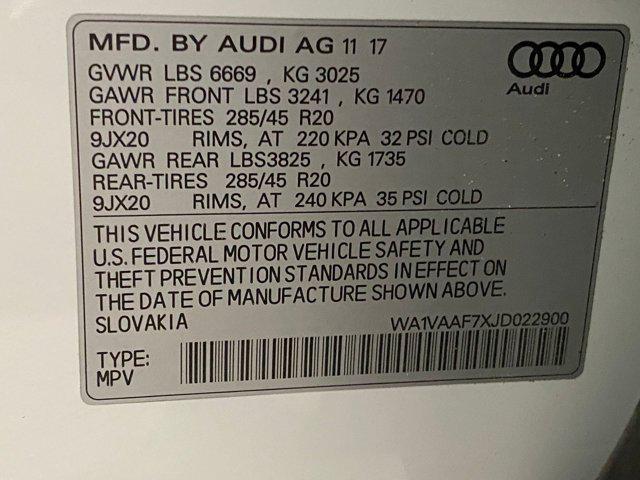 MFD. BY AUDI AG 11 17
GVWR LBS 6669 , KG 3025
GAWR FRONT LBS 3241 , KG 1470
FRONT-TIRES 285/45 R20
9JX20 RIMS, AT 220 KPA 32 PSI COLD
GAWR REAR LBS3825 , KG 1735
REAR-TIRES 285/45 R20
9JX20 RIMS, AT 240 KPA 35 PSI COLD
Audi
THIS VEHICLE CONFORMS TO ALL APPLICABLE
U.S. FEDERAL MOTOR VEHICLE SAFETY AND
THEFT PREVENTION STANDARDS IN EFFECT ON
THE DATE OF MANUFACTURE SHOWN ABOVE.
SLOVAKIA WA1VAAF7XJD022900
TYPE:
MPV